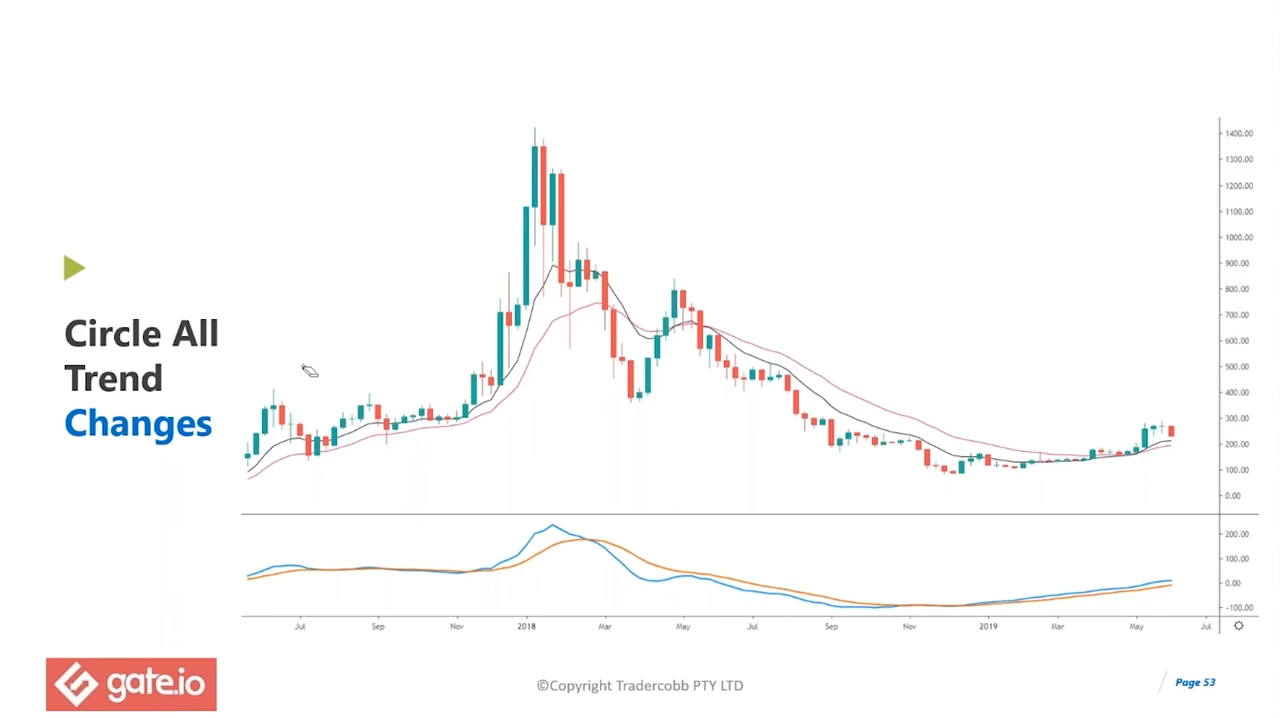 Circle All
Trend
Changes
1400.00
1300.00
1200.00
1100.00
1000.00
900.00
800.00
700.00
600.00
500.00
400.00
300.00
200.00
100.00
0.00
200.00
100.00
0.00
-100.00
Jul Sep Nov 2018 Mar May Jul Sep Nov 2019 Mar May Jul
gate.io
©Copyright Tradercobb PTY LTD
Page 53